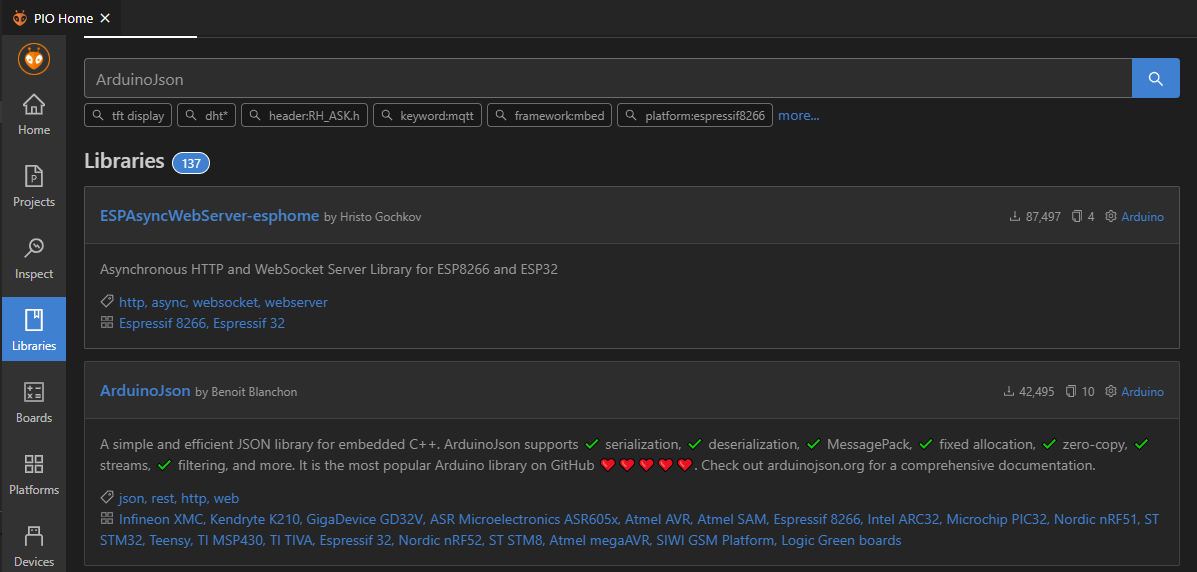 PIO Home
ArduinoJson
tft display dht* header:RH_ASK.h keyword:mqtt framework:mbed platform:espressif8266 more...
Home
Projects
Inspect
Libraries
Boards
Platforms
Devices
Libraries 137
ESPAsyncWebServer-esphome by Hristo Gochkov 87,497 4 Arduino
Asynchronous HTTP and WebSocket Server Library for ESP8266 and ESP32
http, async, websocket, webserver
Espressif 8266, Espressif 32
ArduinoJson by Benoit Blanchon 42,495 10 Arduino
A simple and efficient JSON library for embedded C++. ArduinoJson supports ✔ serialization, ✔ deserialization, ✔ MessagePack, ✔ fixed allocation, ✔ zero-copy, ✔
streams, ✔ filtering, and more. It is the most popular Arduino library on GitHub ❤❤❤❤❤. Check out arduinojson.org for a comprehensive documentation.
json, rest, http, web
Infineon XMC, Kendryte K210, GigaDevice GD32V, ASR Microelectronics ASR605x, Atmel AVR, Atmel SAM, Espressif 8266, Intel ARC32, Microchip PIC32, Nordic nRF51, ST
STM32, Teensy, TI MSP430, TI TIVA, Espressif 32, Nordic nRF52, ST STM8, Atmel megaAVR, SIWI GSM Platform, Logic Green boards